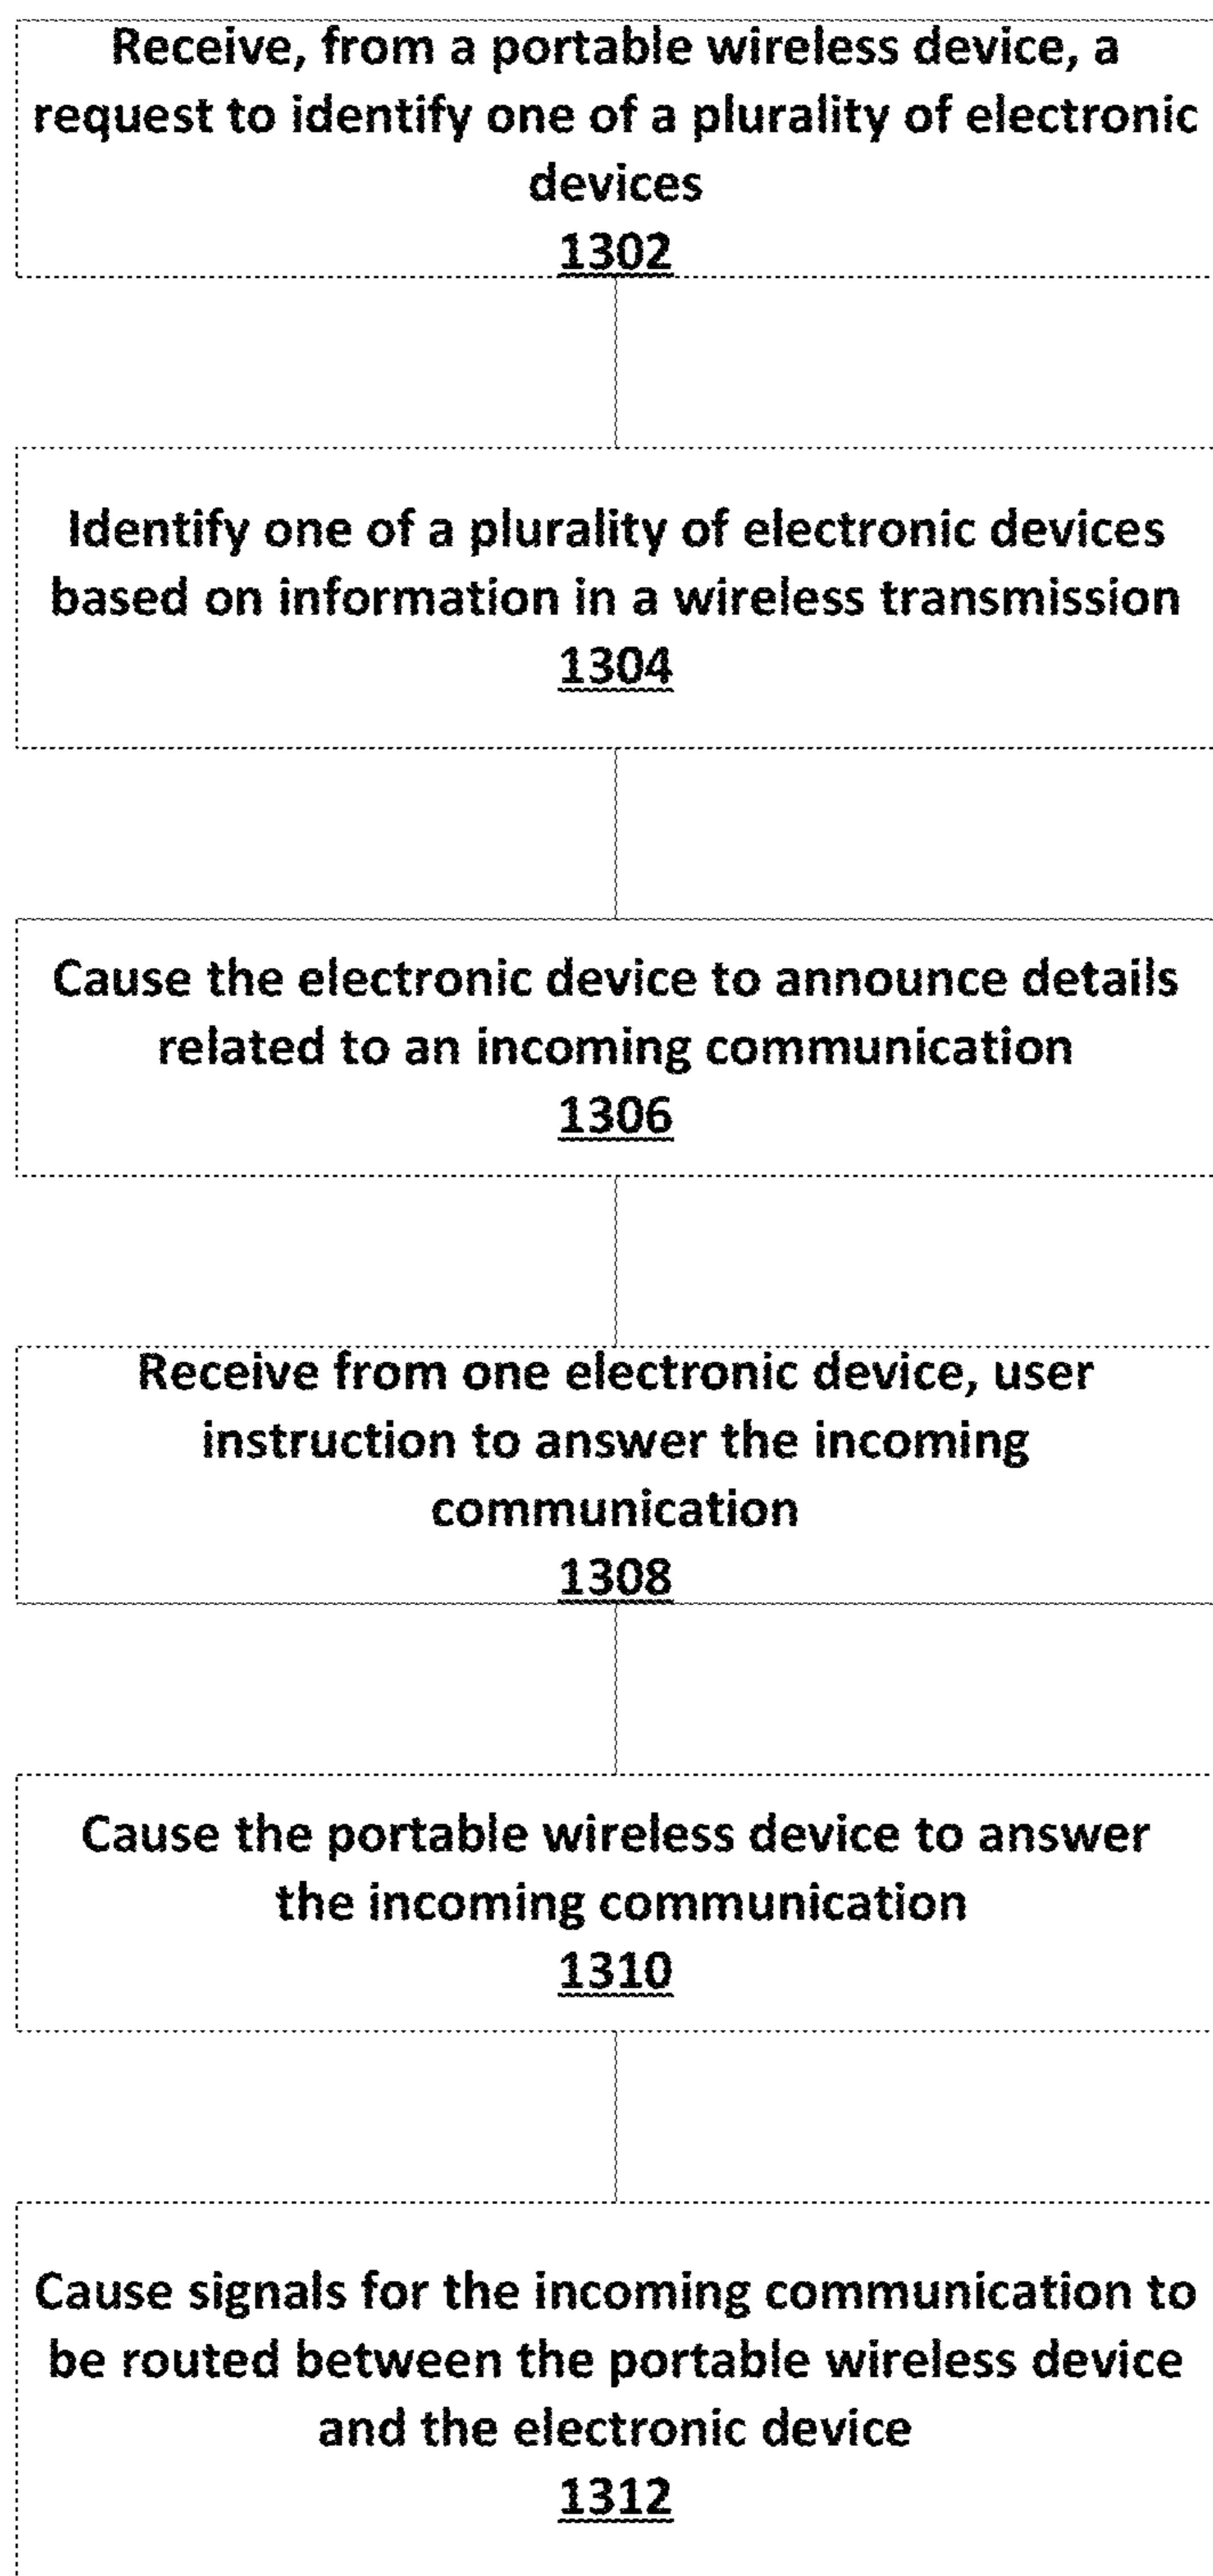 Receive, from a portable wireless device, a
request to identify one of a plurality of electronic
devices
1302
Identify one of a plurality of electronic devices
based on information in a wireless transmission
1304
Cause the electronic device to announce details
related to an incoming communication
1306
Receive from one electronic device, user
instruction to answer the incoming
communication
1308
Cause the portable wireless device to answer
the incoming communication
1310
Cause signals for the incoming communication to
be routed between the portable wireless device
and the electronic device
1312